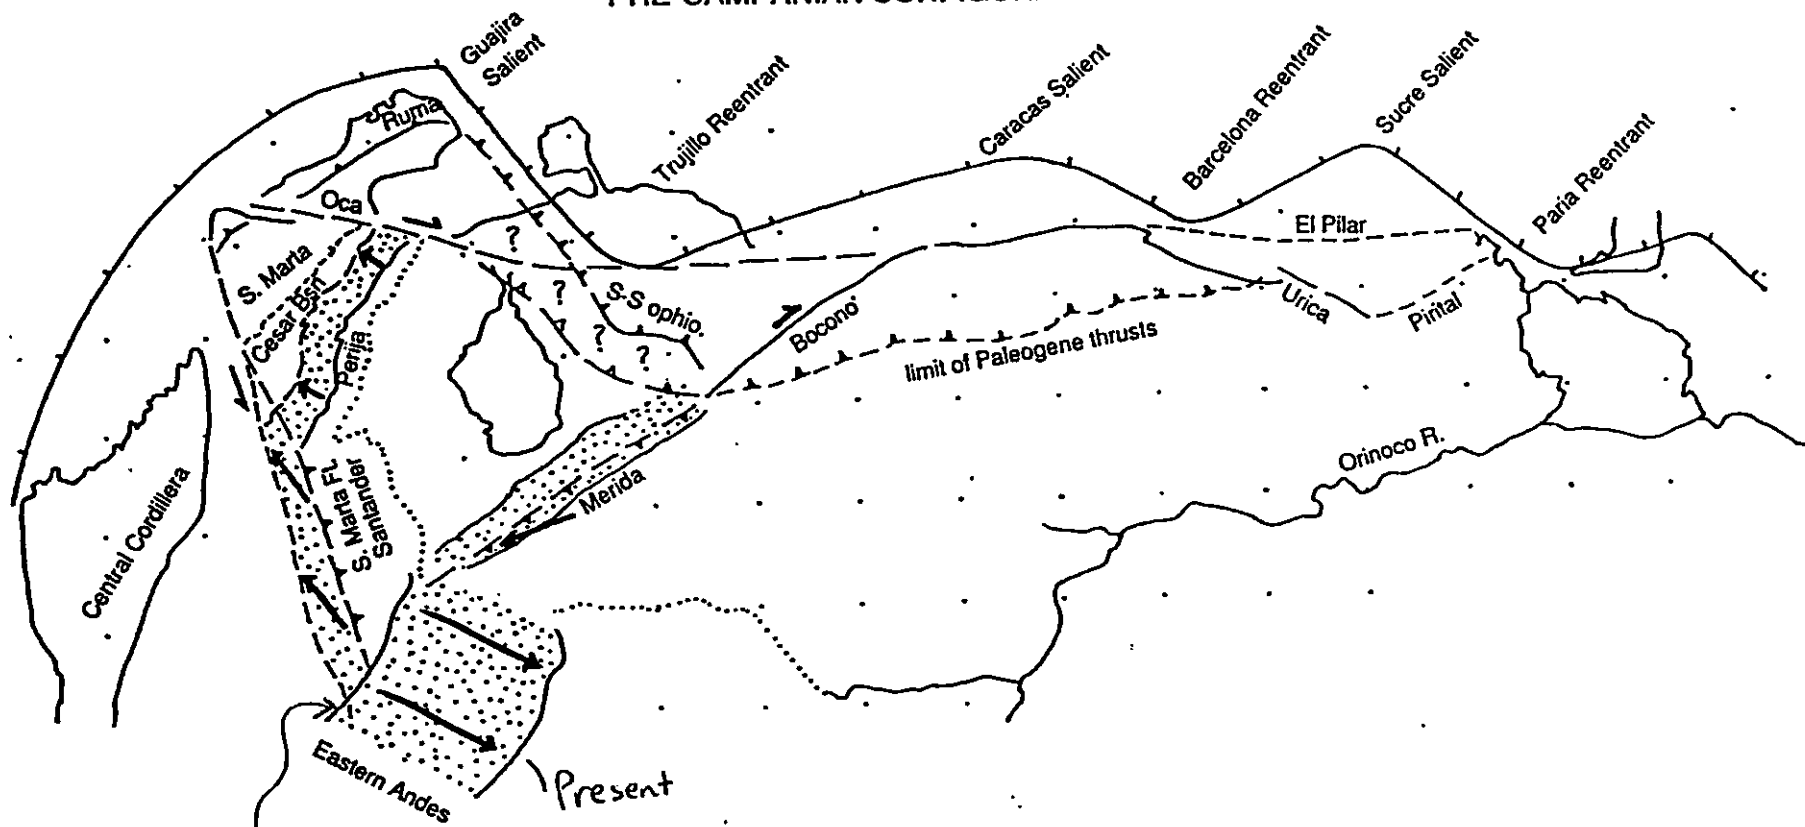 Guajira
Salient
Trujillo Reentrant
Caracas Salient
Barcelona Reentrant
Sucre Salient
Paria Reentrant
Ruma
Oca
?
El Pilar
S. Marta
Cesar Bsn
Perija
?
S-S ophio.
?
?
?
Bocono
Urica
Pirital
limit of Paleogene thrusts
Central Cordillera
S. Marta Ft.
Santander
Merida
Orinoco R.
Eastern Andes
Present